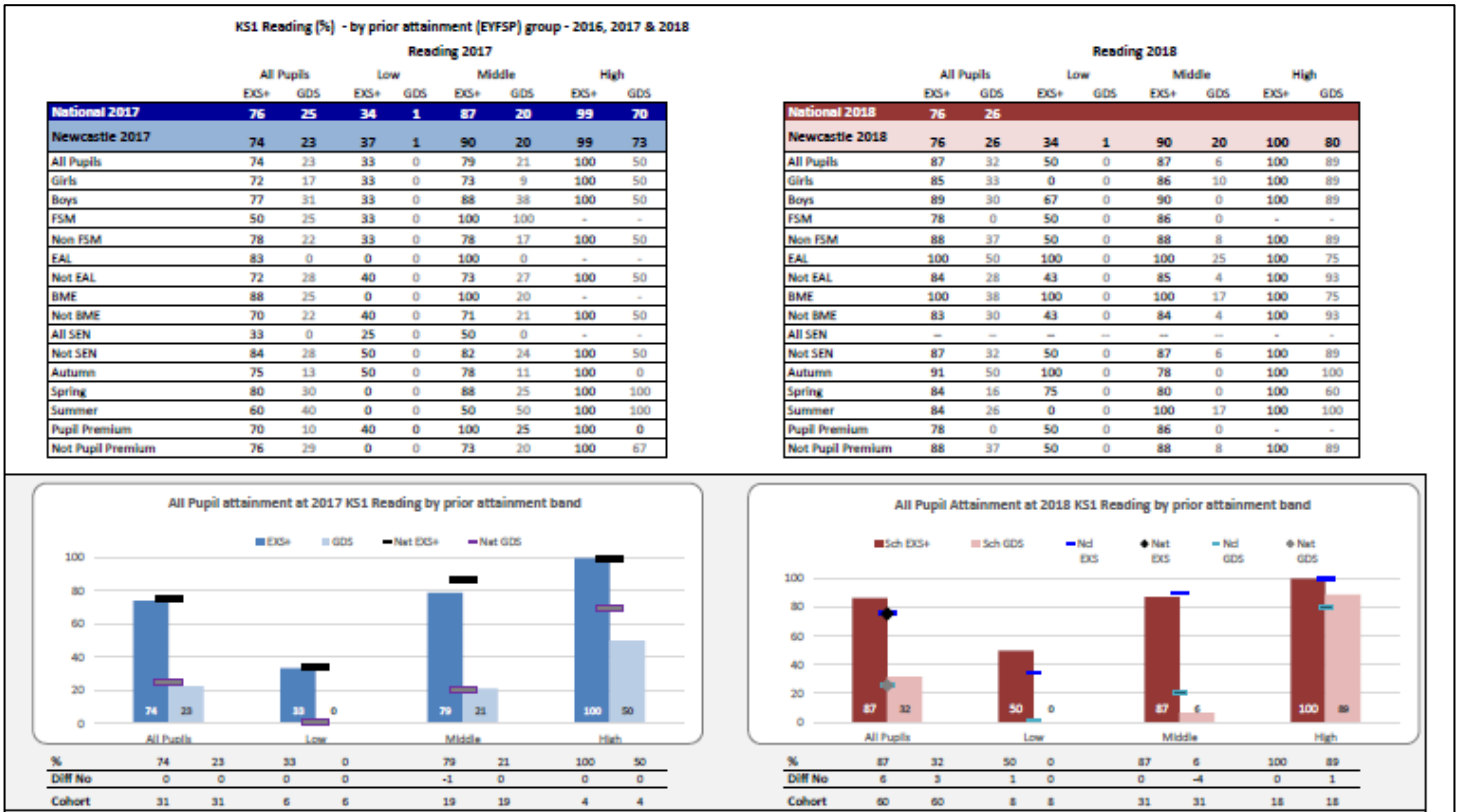 KS1 Reading (%) - by prior attainment (EYFSP) group - 2016, 2017 & 2018
Reading 2017
All Pupils Low Middle High
EXS+ GDS EXS+ GDS EXS+ GDS EXS+ GDS
National 2017 76 25 34 1 87 20 99 70
Newcastle 2017 74 23 37 1 90 20 99 73
All Pupils 74 23 33 0 79 21 100 50
Girls 72 17 33 0 73 9 100 50
Boys 77 31 33 0 88 38 100 50
FSM 50 25 33 0 100 100 - -
Non FSM 78 22 33 0 78 17 100 50
EAL 83 0 0 0 100 0 - -
Not EAL 72 28 40 0 73 27 100 50
BME 88 25 0 0 100 20 - -
Not BME 70 22 40 0 71 21 100 50
All SEN 33 0 25 0 50 0 - -
Not SEN 84 28 50 0 82 24 100 50
Autumn 75 13 50 0 78 11 100 0
Spring 80 30 0 0 88 25 100 100
Summer 60 40 0 0 50 50 100 100
Pupil Premium 70 10 40 0 100 25 100 0
Not Pupil Premium 76 29 0 0 73 20 100 67
Reading 2018
All Pupils Low Middle High
EXS+ GDS EXS+ GDS EXS+ GDS EXS+ GDS
National 2018 76 26
Newcastle 2018 76 26 34 1 90 20 100 80
All Pupils 87 32 50 0 87 6 100 89
Girls 85 33 0 0 86 10 100 89
Boys 89 30 67 0 90 0 100 89
FSM 78 0 50 0 86 0 - -
Non FSM 88 37 50 0 88 8 100 89
EAL 100 50 100 0 100 25 100 75
Not EAL 84 28 43 0 85 4 100 93
BME 100 38 100 0 100 17 100 75
Not BME 83 30 43 0 84 4 100 93
All SEN -- -- -- -- -- -- -- --
Not SEN 87 32 50 0 87 6 100 89
Autumn 91 50 100 0 78 0 100 100
Spring 84 16 75 0 80 0 100 60
Summer 84 26 0 0 100 17 100 100
Pupil Premium 78 0 50 0 86 0 - -
Not Pupil Premium 88 37 50 0 88 8 100 89
All Pupil attainment at 2017 KS1 Reading by prior attainment band
EXS+ GDS Nat EXS+ Nat GDS
100
80
60
40
20
0
74 23 33 0 79 21 100 50
All Pupils Low Middle High
% 74 23 33 0 79 21 100 50
Diff No 0 0 0 0 -1 0 0 0
Cohort 31 31 6 6 19 19 4 4
All Pupil Attainment at 2018 KS1 Reading by prior attainment band
Sch EXS+ Sch GDS Ncl EXS Nat EXS Ncl GDS Nat GDS
100
80
60
40
20
0
87 32 50 0 87 6 100 89
All Pupils Low Middle High
% 87 32 50 0 87 6 100 89
Diff No 6 3 1 0 0 -4 0 1
Cohort 60 60 8 8 31 31 18 18